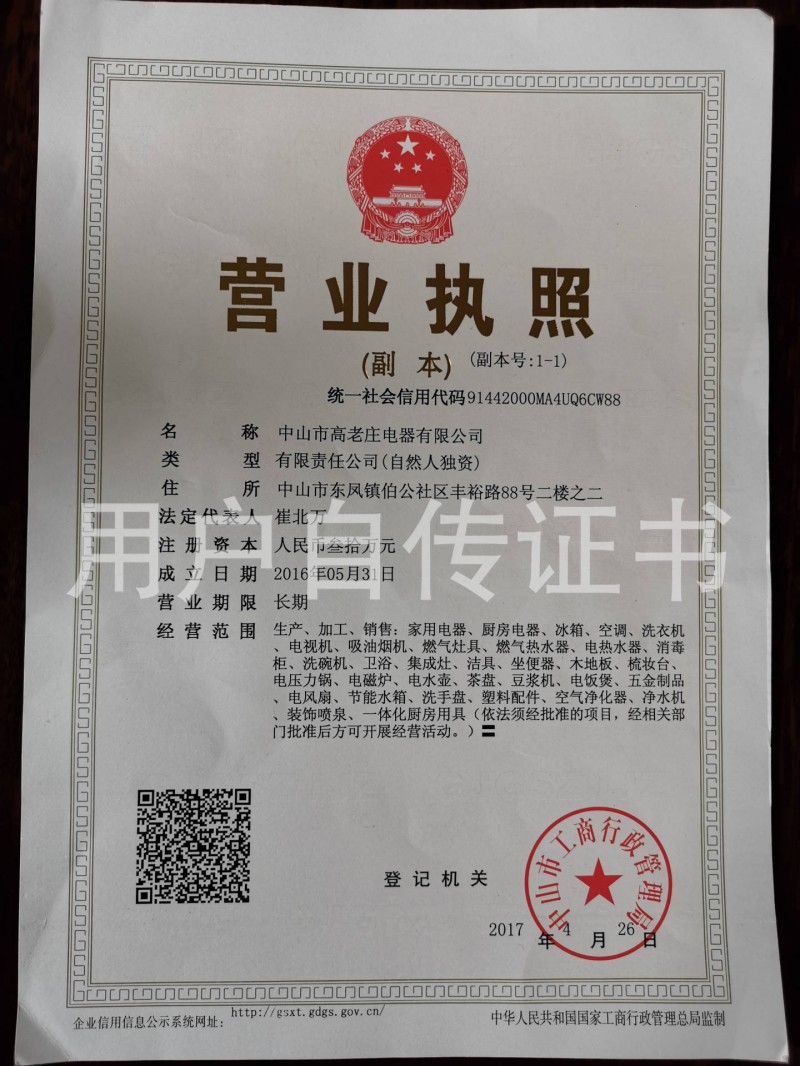 营业执照
(副 本) (副本号:1-1)
统一社会信用代码91442000MA4UQ6CW88
名称 中山市高老庄电器有限公司
类型 有限责任公司(自然人独资)
住所 中山市东凤镇伯公社区丰裕路88号二楼之二
法定代表人 崔北万
注册资本 人民币叁拾万元
成立日期 2016年05月31日
营业期限 长期
经营范围 生产、加工、销售:家用电器、厨房电器、冰箱、空调、洗衣机
、电视机、吸油烟机、燃气灶具、燃气热水器、电热水器、消毒
柜、洗碗机、卫浴、集成灶、洁具、坐便器、木地板、梳妆台、
电压力锅、电磁炉、电水壶、茶盘、豆浆机、电饭煲、五金制品
、电风扇、节能水箱、洗手盘、塑料配件、空气净化器、净水机
、装饰喷泉、一体化厨房用具(依法须经批准的项目,经相关部
门批准后方可开展经营活动。)
用户自传证书
登记机关
中山市工商行政管理局
2017 年 4 月 26 日
企业信用信息公示系统网址: http://gsxt.gdgs.gov.cn/
中华人民共和国国家工商行政管理总局监制